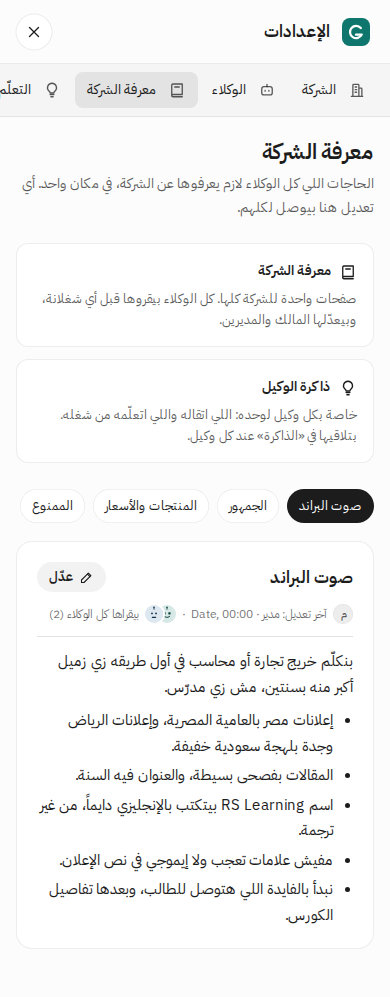 الإعدادات
الشركة
الوكلاء
معرفة الشركة
التعلّم
معرفة الشركة
الحاجات اللي كل الوكلاء لازم يعرفوها عن الشركة، في مكان واحد. أي
تعديل هنا بيوصل لكلهم.
معرفة الشركة
صفحات واحدة للشركة كلها. كل الوكلاء بيقروها قبل أي شغلانة،
وبيعدّلها المالك والمديرين.
ذاكرة الوكيل
خاصة بكل وكيل لوحده: اللي اتقاله واللي اتعلّمه من شغله.
بتلاقيها في «الذاكرة» عند كل وكيل.
صوت البراند
الجمهور
المنتجات والأسعار
الممنوع
صوت البراند
عدّل
م آخر تعديل: مدير · Date, 00:00 · بيقراها كل الوكلاء (2)
بنكلّم خريج تجارة أو محاسب في أول طريقه زي زميل
أكبر منه بسنتين، مش زي مدرّس.
• إعلانات مصر بالعامية المصرية، وإعلانات الرياض
وجدة بلهجة سعودية خفيفة.
• المقالات بفصحى بسيطة، والعنوان فيه السنة.
• اسم RS Learning بيتكتب بالإنجليزي دايماً، من غير
ترجمة.
• مفيش علامات تعجب ولا إيموجي في نص الإعلان.
• نبدأ بالفايدة اللي هتوصل للطالب، وبعدها تفاصيل
الكورس.